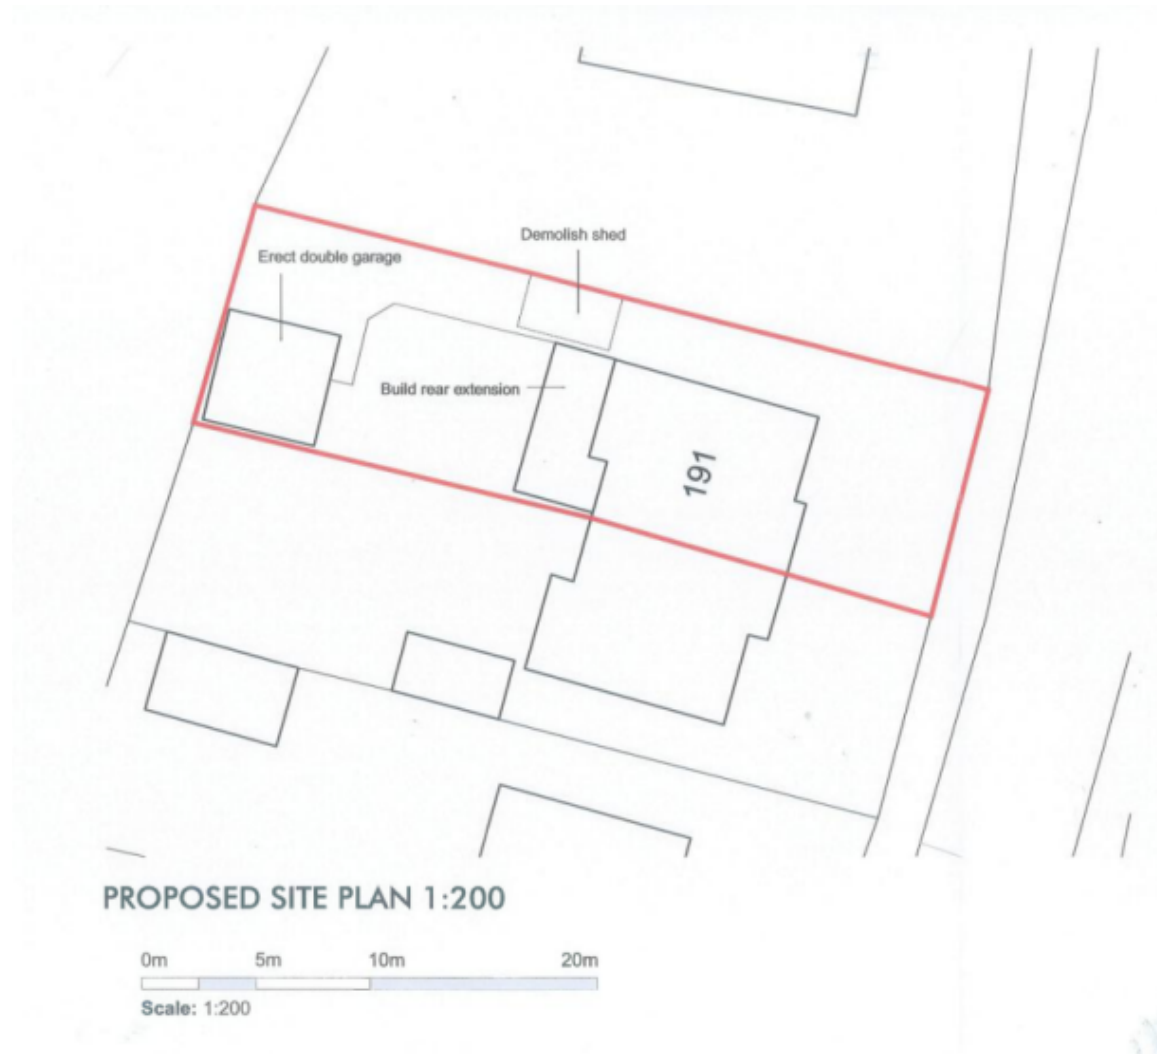 Demolish shed
Erect double garage
Build rear extension
191
PROPOSED SITE PLAN 1:200
0m 5m 10m 20m
Scale: 1:200